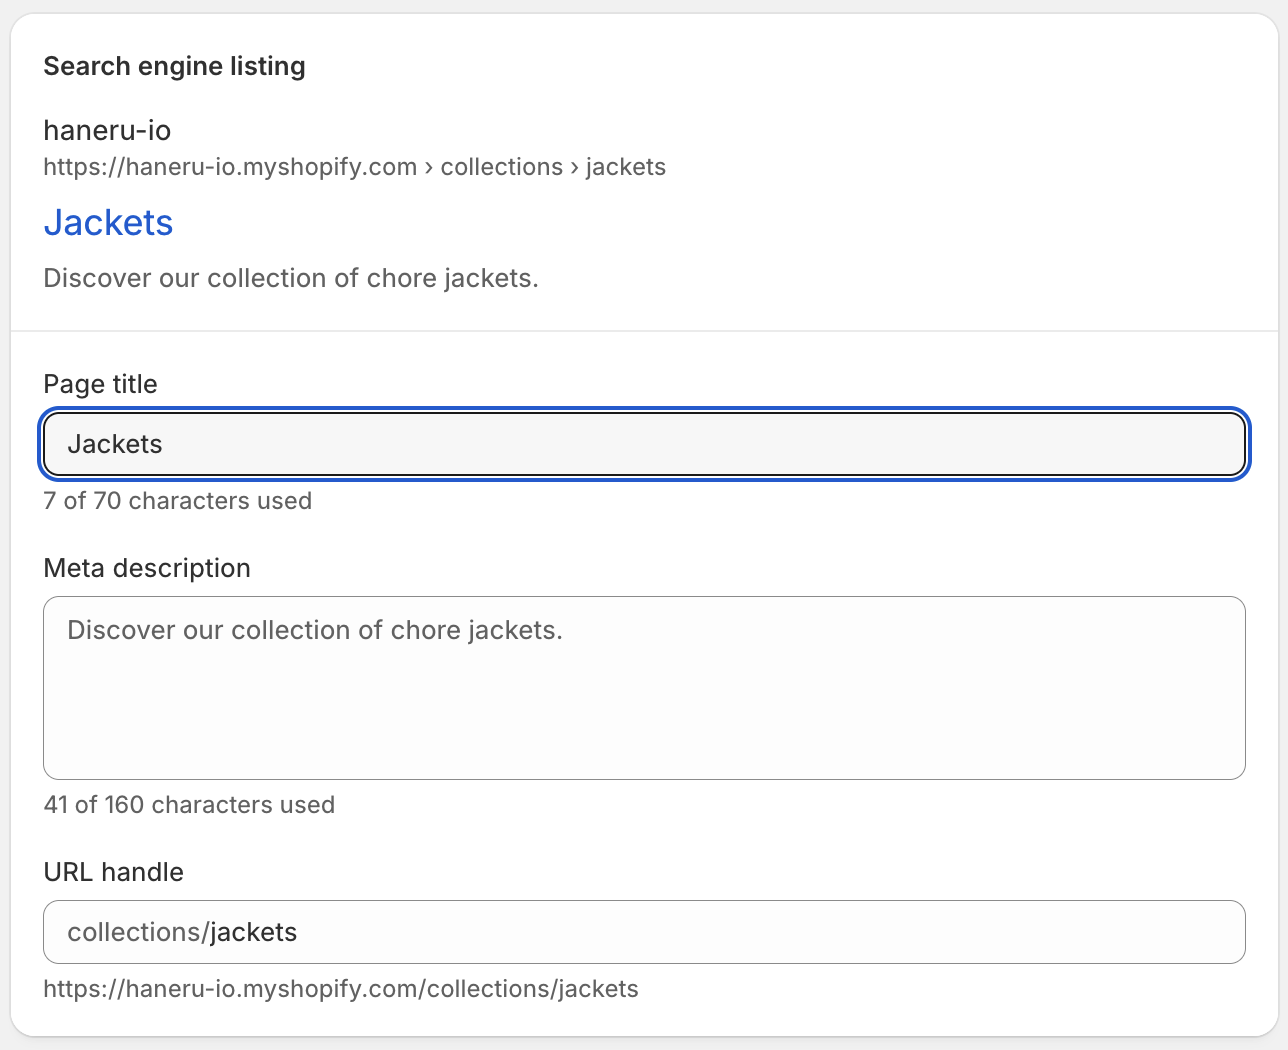 Search engine listing
haneru-io
https://haneru-io.myshopify.com › collections › jackets
Jackets
Discover our collection of chore jackets.
Page title
Jackets
7 of 70 characters used
Meta description
Discover our collection of chore jackets.
41 of 160 characters used
URL handle
collections/jackets
https://haneru-io.myshopify.com/collections/jackets